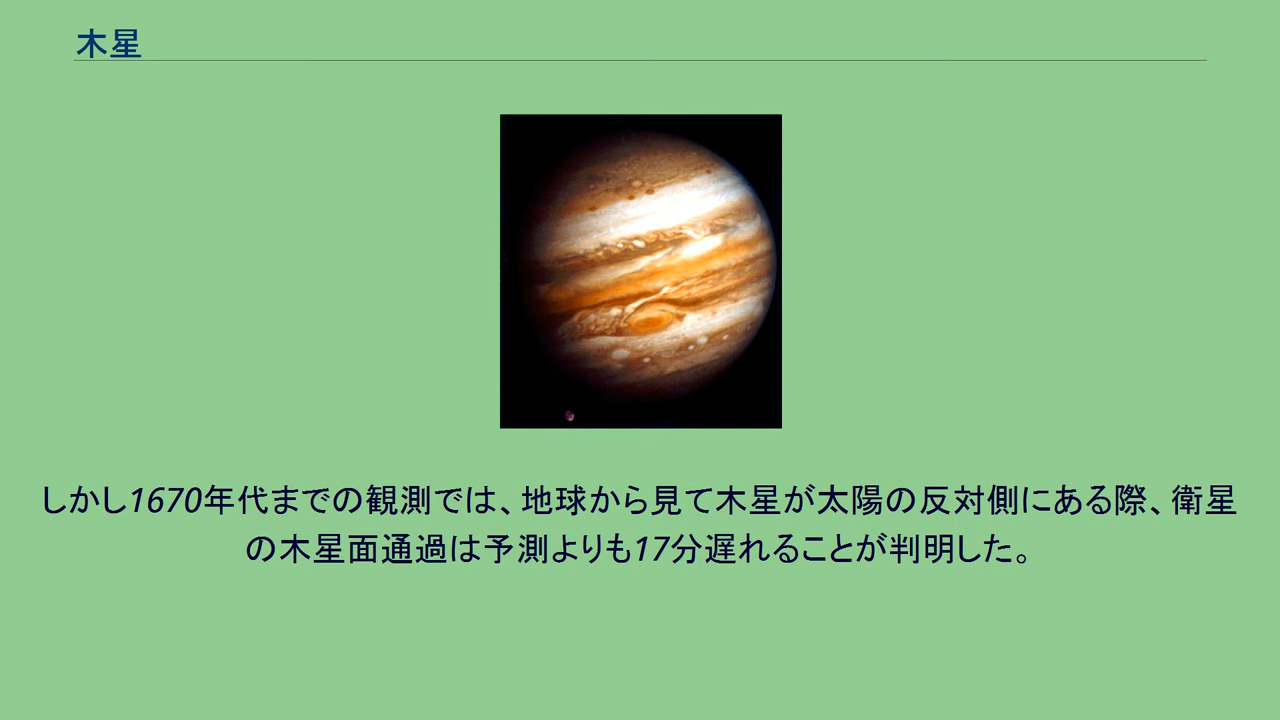 木星
しかし1670年代までの観測では、地球から見て木星が太陽の反対側にある際、衛星
の木星面通過は予測よりも17分遅れることが判明した。